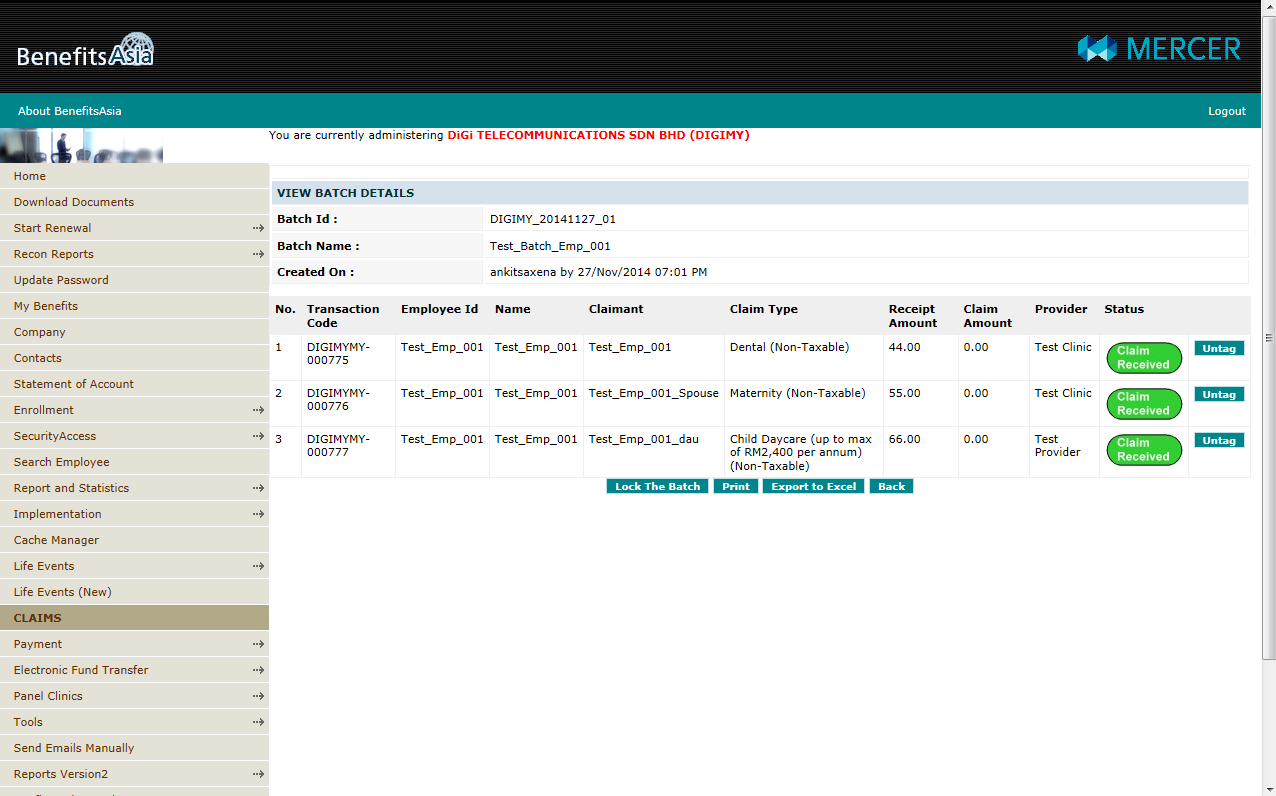 BenefitsAsia
MERCER
About BenefitsAsia
Logout
You are currently administering DiGi TELECOMMUNICATIONS SDN BHD (DIGIMY)
Home
Download Documents
Start Renewal
Recon Reports
Update Password
My Benefits
Company
Contacts
Statement of Account
Enrollment
SecurityAccess
Search Employee
Report and Statistics
Implementation
Cache Manager
Life Events
Life Events (New)
CLAIMS
Payment
Electronic Fund Transfer
Panel Clinics
Tools
Send Emails Manually
Reports Version2
VIEW BATCH DETAILS
Batch Id : DIGIMY_20141127_01
Batch Name : Test_Batch_Emp_001
Created On : ankitsaxena by 27/Nov/2014 07:01 PM
No. Transaction Employee Id Name Claimant Claim Type Receipt Claim Provider Status
Code Amount Amount
1 DIGIMYMY- Test_Emp_001 Test_Emp_001 Test_Emp_001 Dental (Non-Taxable) 44.00 0.00 Test Clinic Claim Untag
000775 Received
2 DIGIMYMY- Test_Emp_001 Test_Emp_001 Test_Emp_001_Spouse Maternity (Non-Taxable) 55.00 0.00 Test Clinic Claim Untag
000776 Received
3 DIGIMYMY- Test_Emp_001 Test_Emp_001 Test_Emp_001_dau Child Daycare (up to max 66.00 0.00 Test Claim Untag
000777 of RM2,400 per annum) Provider Received
(Non-Taxable)
Lock The Batch Print Export to Excel Back